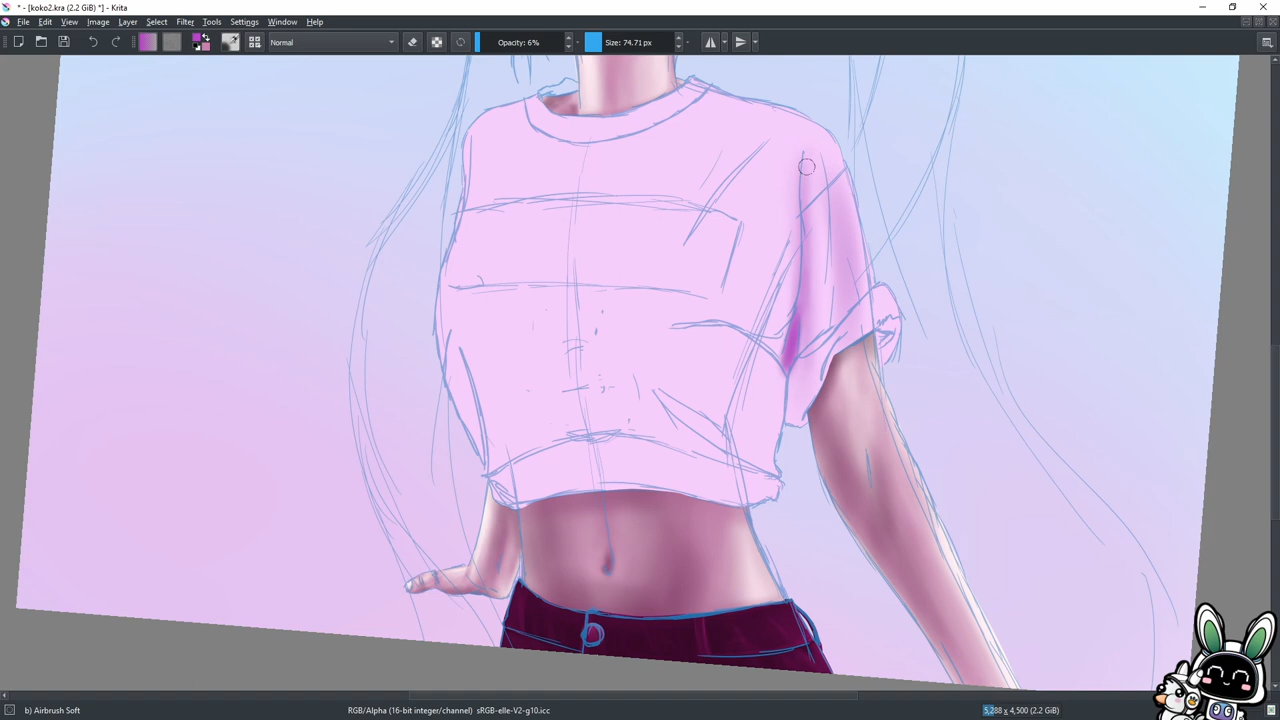 * - [koko2.kra (2.2 GiB) *] - Krita
File Edit View Image Layer Select Filter Tools Settings Window Help
Normal Opacity: 6% Size: 74.71 px
b) Airbrush Soft RGB/Alpha (16-bit integer/channel) sRGB-elle-V2-g10.icc 5,288 x 4,500 (2.2 GiB)